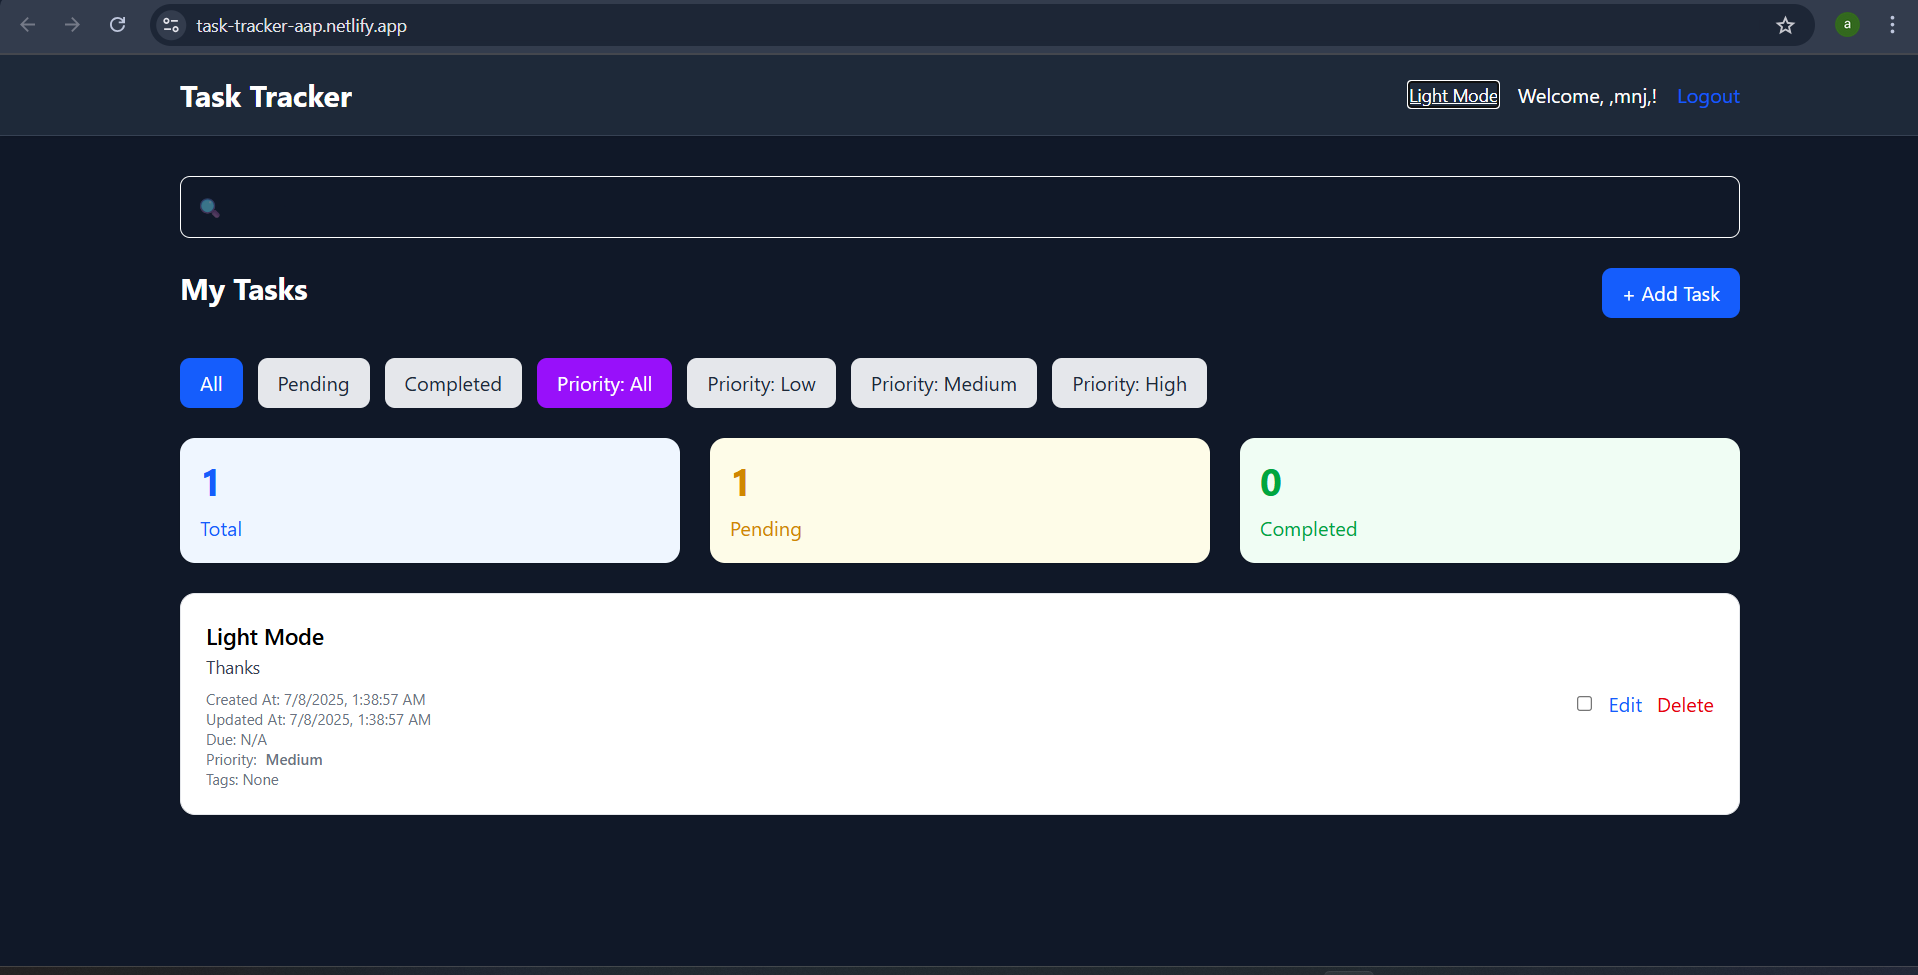 task-tracker-aap.netlify.app
a
Task Tracker
Light Mode
Welcome, ,mnj,!
Logout
My Tasks
+ Add Task
All
Pending
Completed
Priority: All
Priority: Low
Priority: Medium
Priority: High
1
Total
1
Pending
0
Completed
Light Mode
Thanks
Created At: 7/8/2025, 1:38:57 AM
Updated At: 7/8/2025, 1:38:57 AM
Due: N/A
Priority: Medium
Tags: None
Edit
Delete